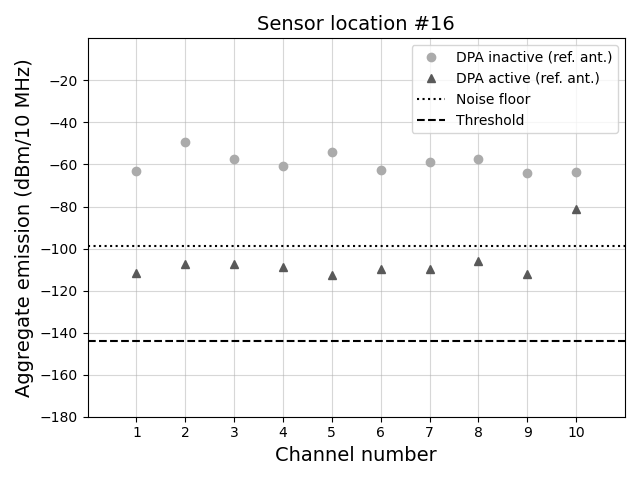 Sensor location #16
DPA inactive (ref. ant.)
DPA active (ref. ant.)
Noise floor
Threshold
Aggregate emission (dBm/10 MHz)
−20
−40
−60
−80
−100
−120
−140
−160
−180
1 2 3 4 5 6 7 8 9 10
Channel number